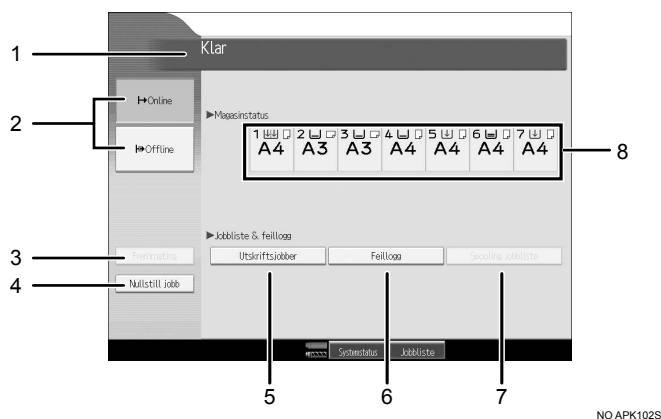 Klar
1
Online
2
Offline
Magasinstatus
1 2 3 4 5 6 7
A4 A3 A3 A4 A4 A4 A4
8
Jobbliste & feillogg
3
Fremmating
Utskriftsjobber
Feillogg
Spooling jobbliste
4
Nullstill jobb
Systemstatus
Jobbliste
5
6
7
NO APK102S